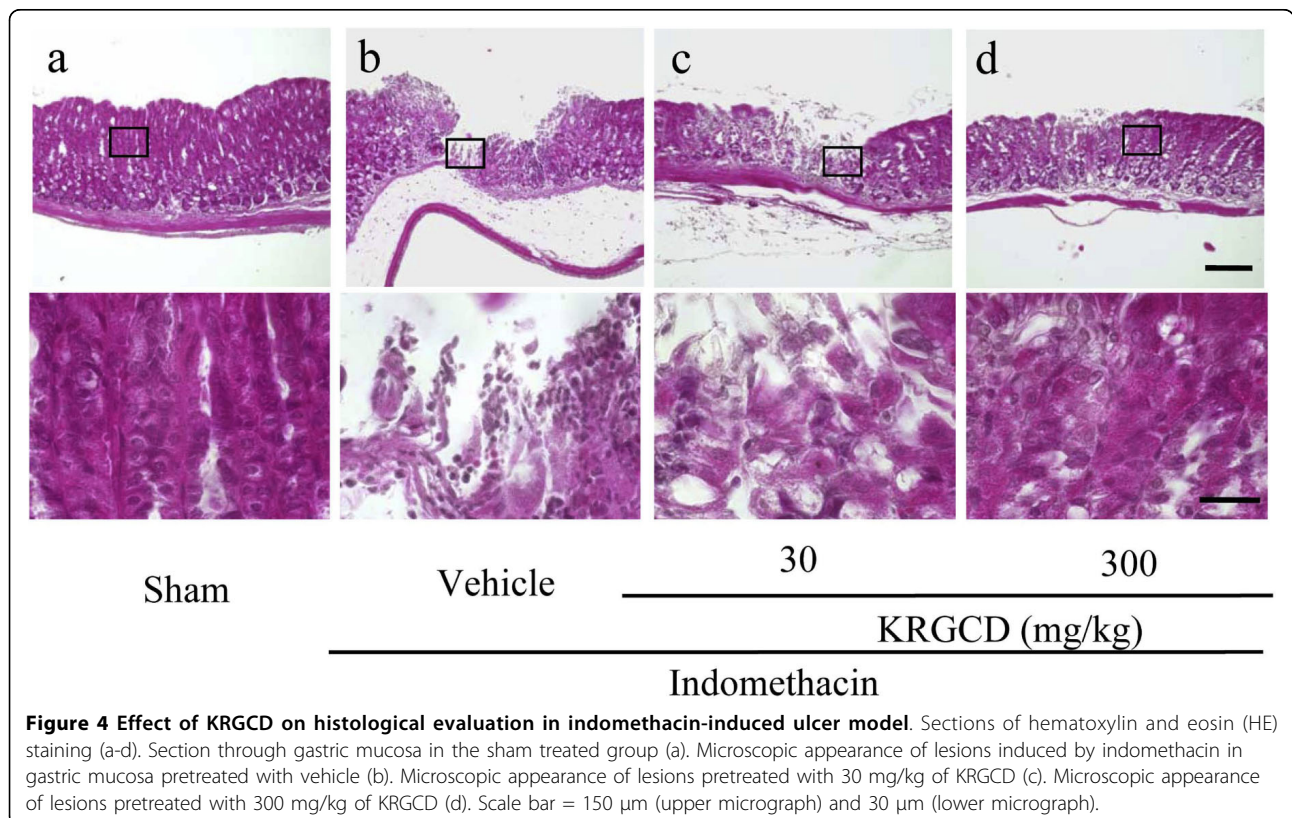 a
b
c
d
Sham
Vehicle
30
300
KRGCD (mg/kg)
Indomethacin
Figure 4 Effect of KRGCD on histological evaluation in indomethacin-induced ulcer model. Sections of hematoxylin and eosin (HE)
staining (a-d). Section through gastric mucosa in the sham treated group (a). Microscopic appearance of lesions induced by indomethacin in
gastric mucosa pretreated with vehicle (b). Microscopic appearance of lesions pretreated with 30 mg/kg of KRGCD (c). Microscopic appearance
of lesions pretreated with 300 mg/kg of KRGCD (d). Scale bar = 150 μm (upper micrograph) and 30 μm (lower micrograph).